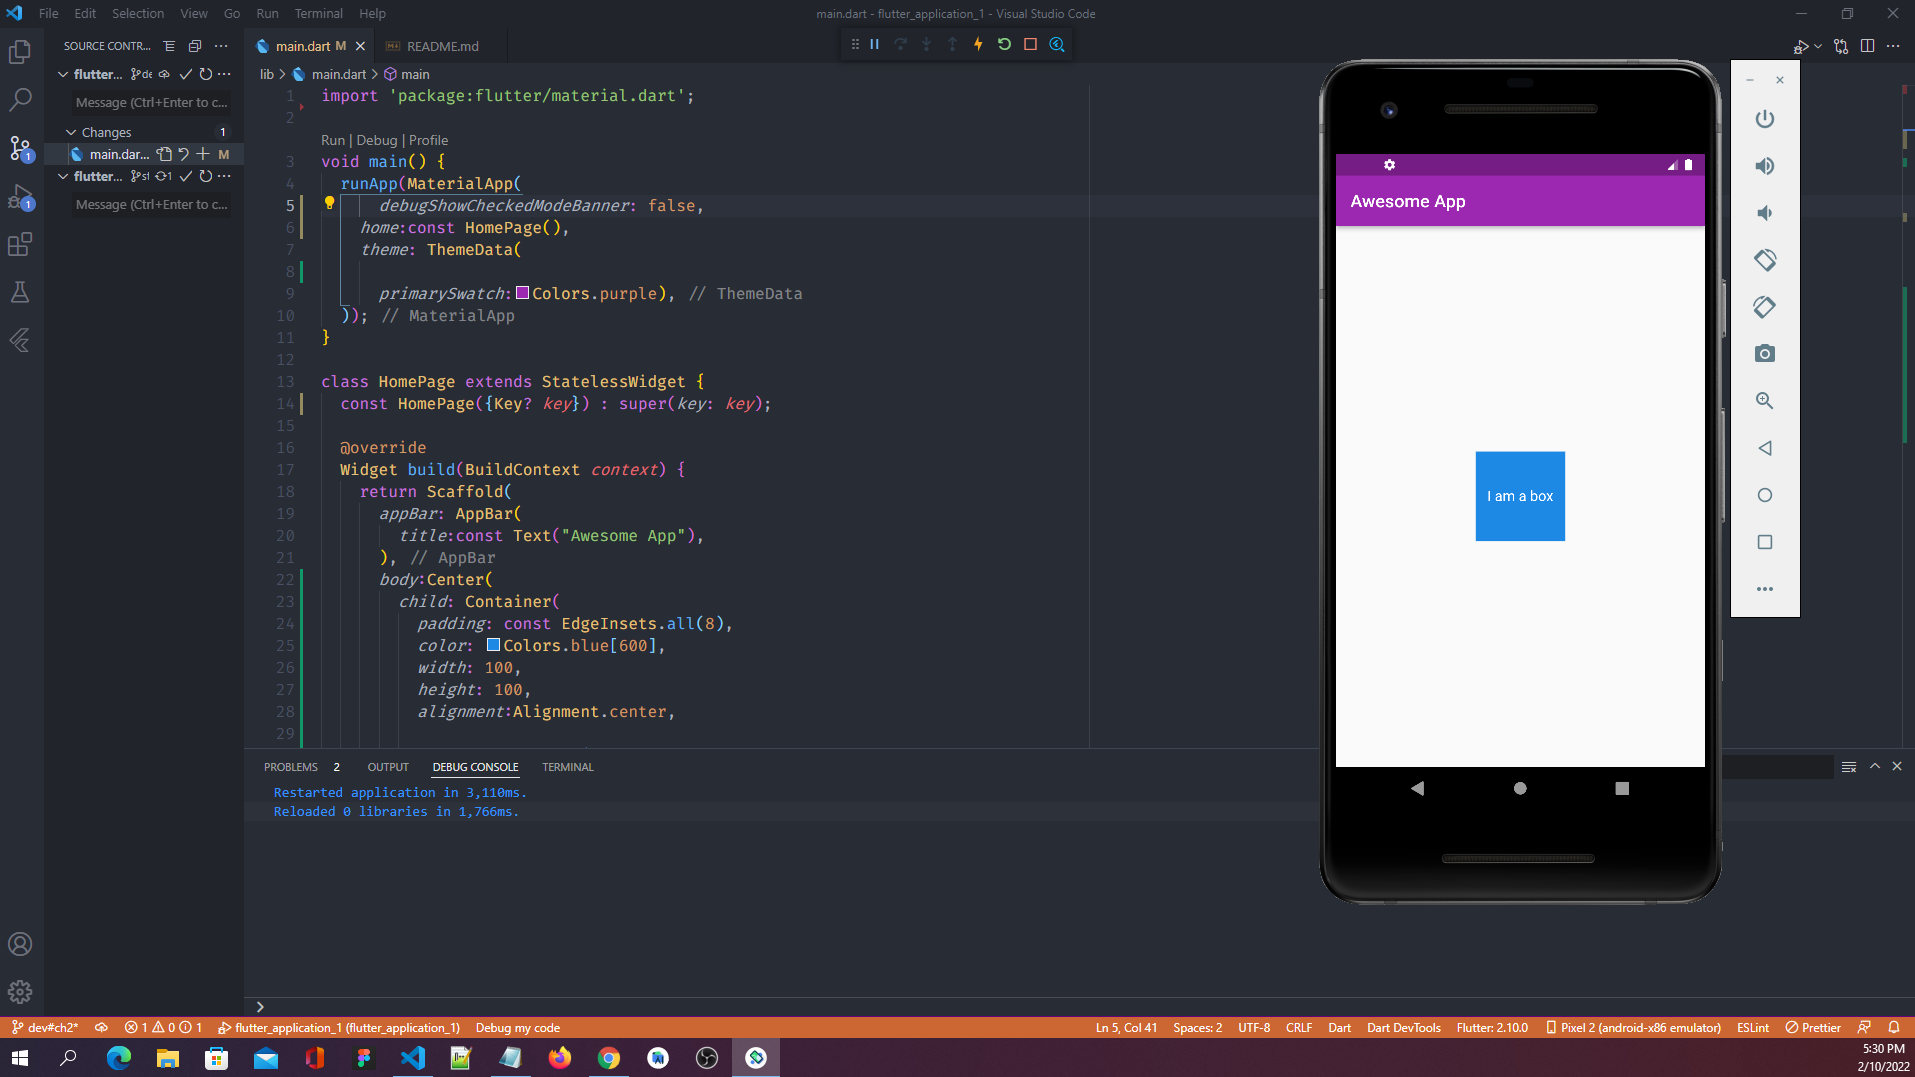 File Edit Selection View Go Run Terminal Help
main.dart - flutter_application_1 - Visual Studio Code
SOURCE CONTR...
flutter... de
Message (Ctrl+Enter to c...
Changes 1
main.dar... M
flutter... st 1
Message (Ctrl+Enter to c...
1
1
main.dart M
README.md
lib > main.dart > main
1 import 'package:flutter/material.dart';
2
Run | Debug | Profile
3 void main() {
4 runApp(MaterialApp(
5 debugShowCheckedModeBanner: false,
6 home:const HomePage(),
7 theme: ThemeData(
8
9 primarySwatch: Colors.purple), // ThemeData
10 )); // MaterialApp
11 }
12
13 class HomePage extends StatelessWidget {
14 const HomePage({Key? key}) : super(key: key);
15
16 @override
17 Widget build(BuildContext context) {
18 return Scaffold(
19 appBar: AppBar(
20 title:const Text("Awesome App"),
21 ), // AppBar
22 body:Center(
23 child: Container(
24 padding: const EdgeInsets.all(8),
25 color: Colors.blue[600],
26 width: 100,
27 height: 100,
28 alignment:Alignment.center,
29
PROBLEMS 2 OUTPUT DEBUG CONSOLE TERMINAL
Restarted application in 3,110ms.
Reloaded 0 libraries in 1,766ms.
Awesome App
I am a box
dev#ch2* 1 0 1 flutter_application_1 (flutter_application_1) Debug my code
Ln 5, Col 41 Spaces: 2 UTF-8 CRLF Dart Dart DevTools Flutter: 2.10.0 Pixel 2 (android-x86 emulator) ESLint Prettier
5:30 PM
2/10/2022